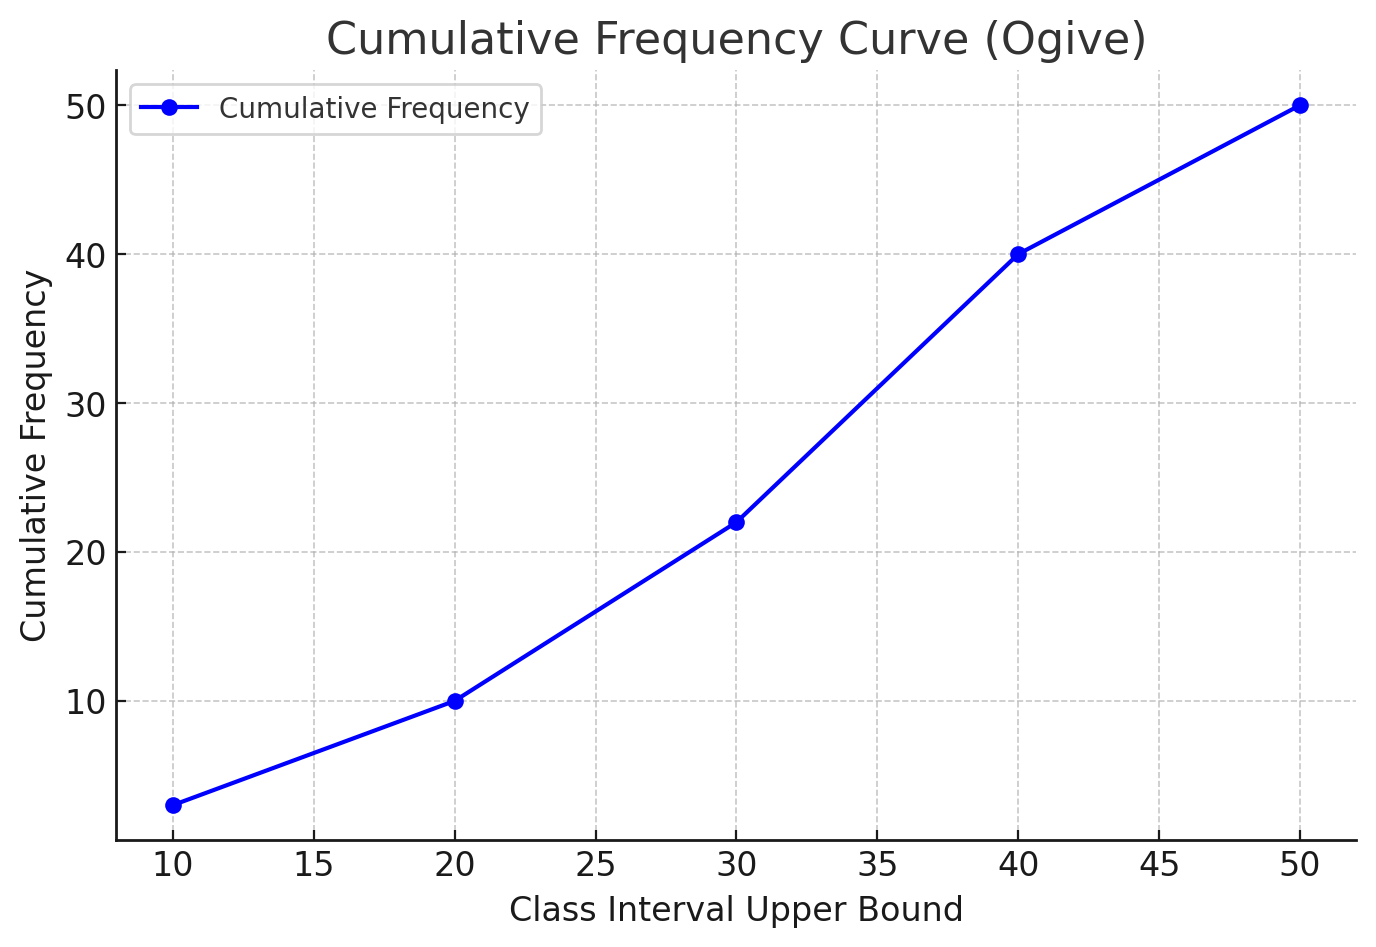 Cumulative Frequency Curve (Ogive)
Cumulative Frequency
50
40
30
20
10
Cumulative Frequency
10 15 20 25 30 35 40 45 50
Class Interval Upper Bound